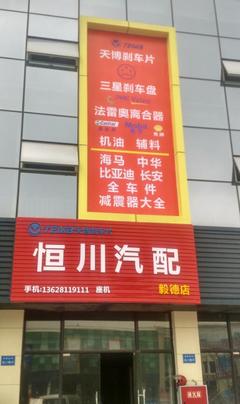 天博刹车片
三星刹车盘
法雷奥离合器
机油 辅料
海马 中华
比亚迪 长安
全车件
减震器大全
恒川汽配
手机:13628119111 座机
毅德店